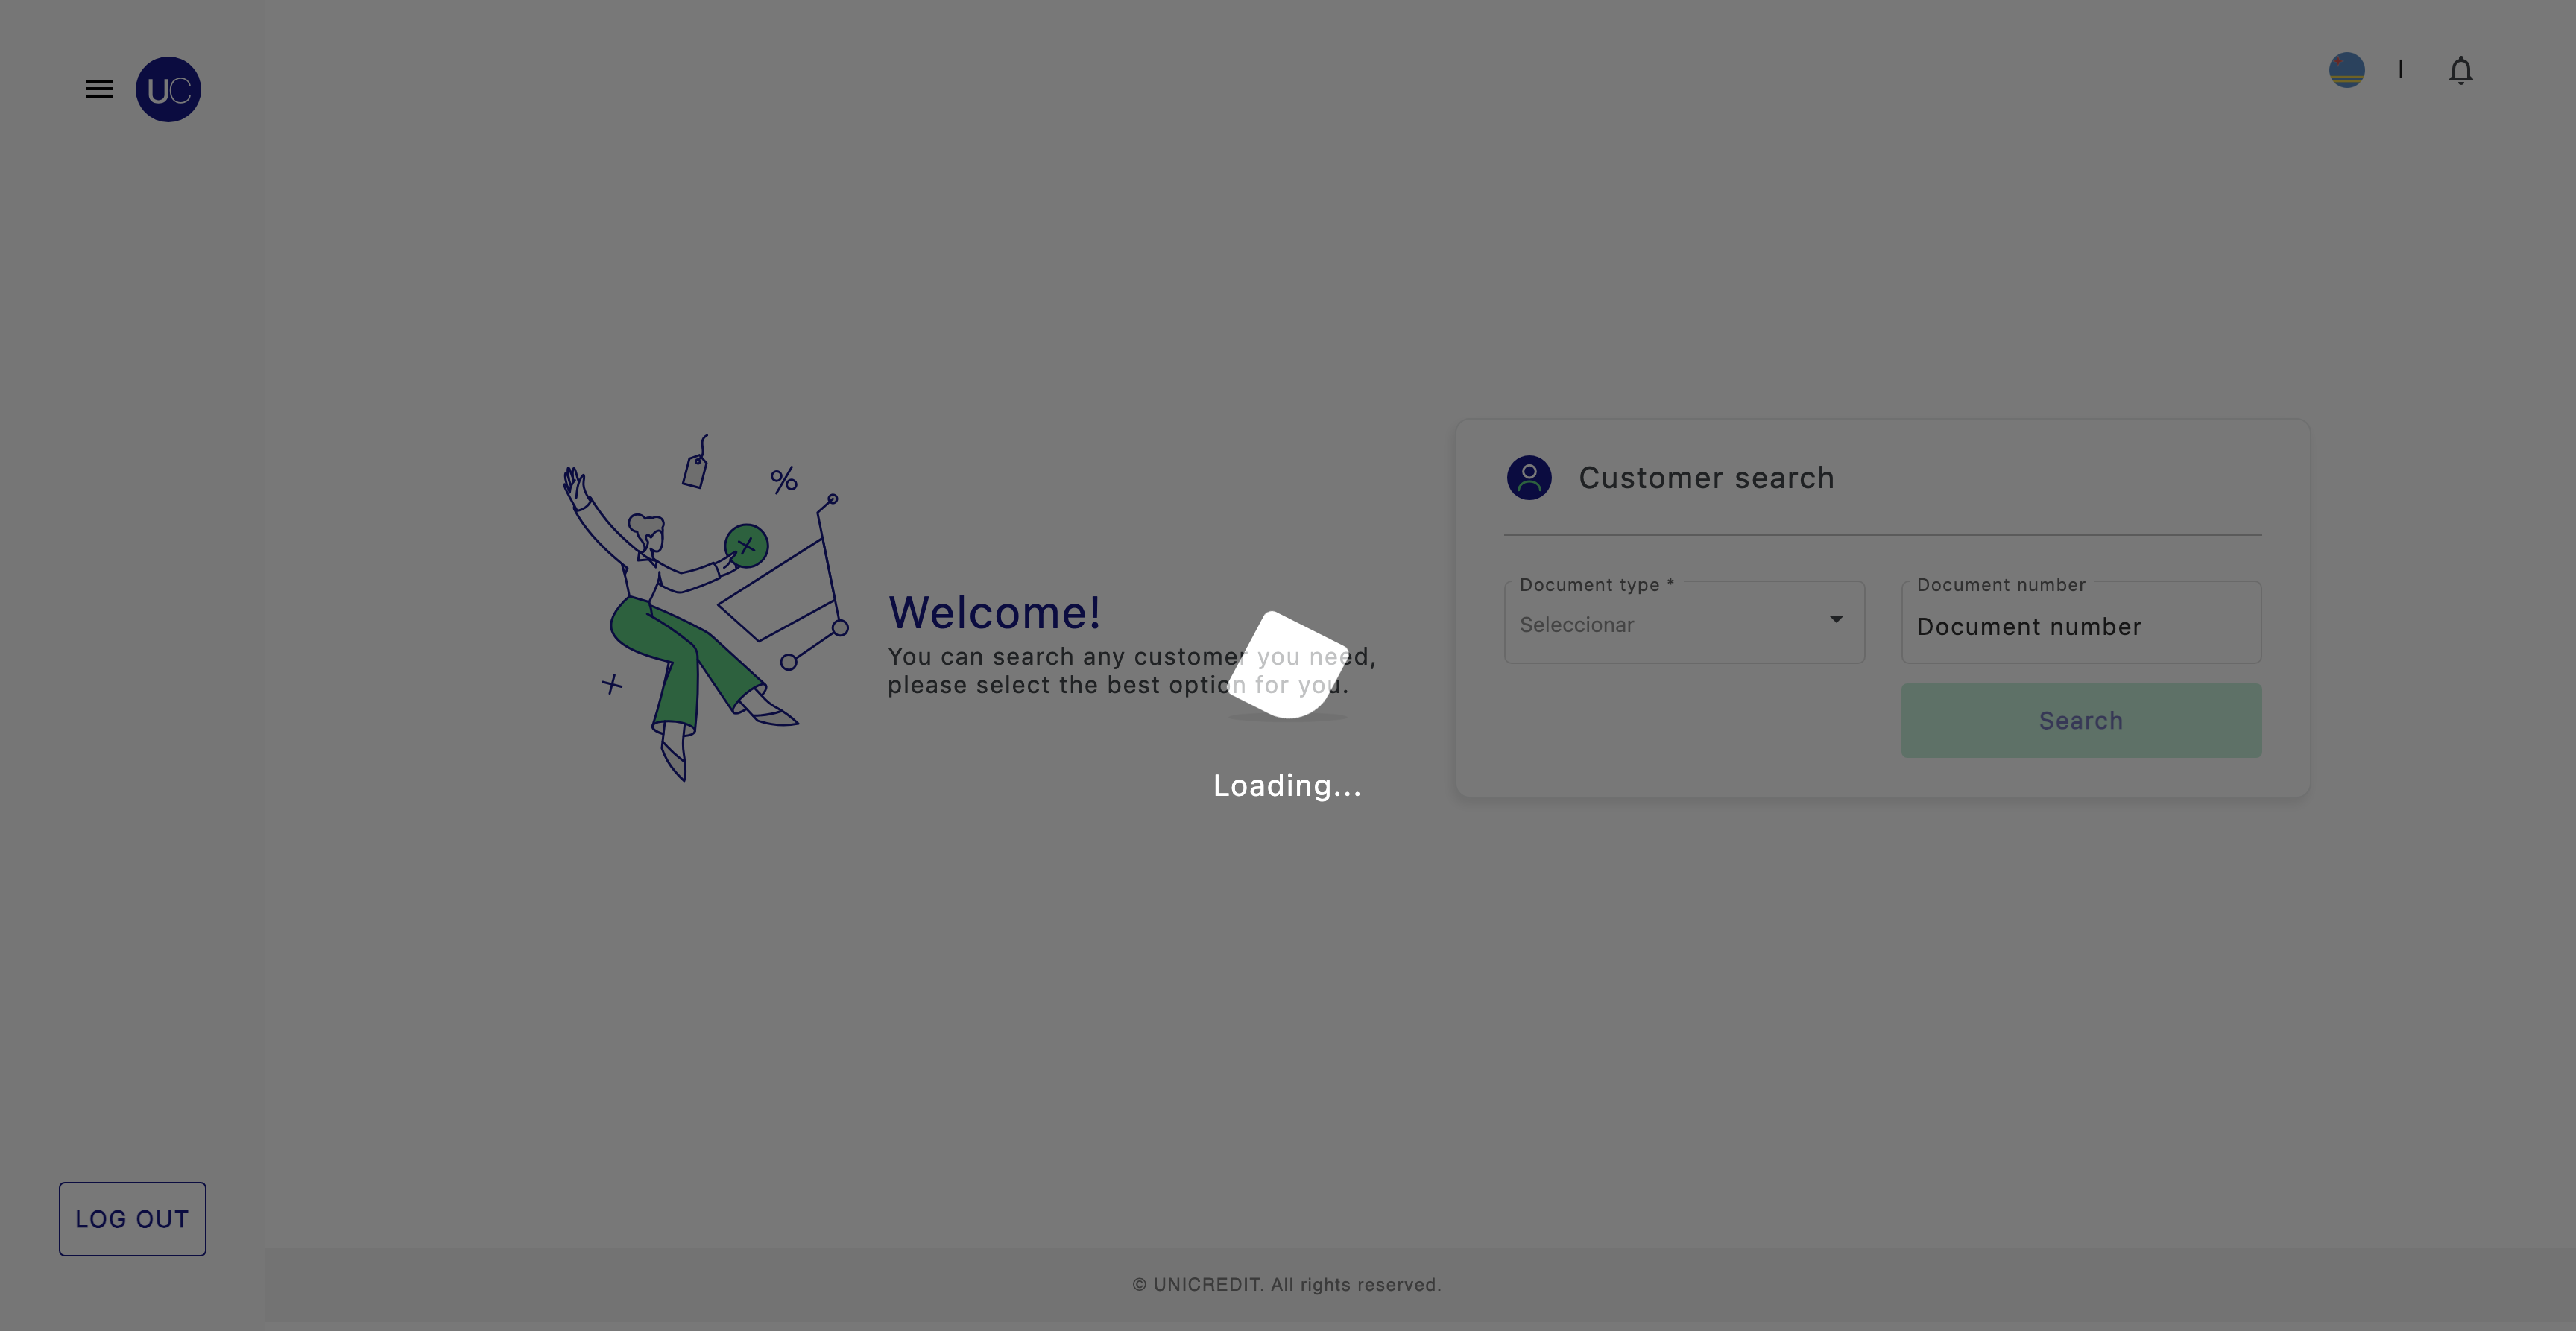 UC
Welcome!
You can search any customer you need,
please select the best option for you.
Loading...
Customer search
Document type *
Seleccionar
Document number
Document number
Search
LOG OUT
© UNICREDIT. All rights reserved.